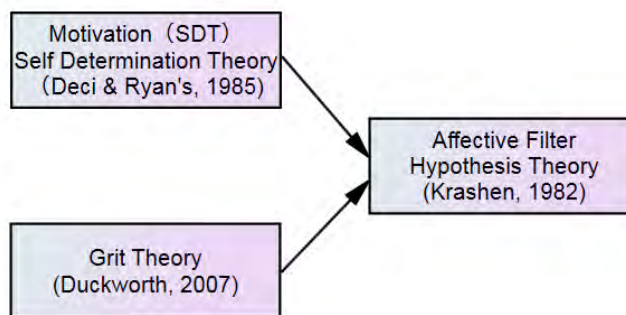 Motivation（SDT）
Self Determination Theory
（Deci & Ryan's, 1985)
Affective Filter
Hypothesis Theory
(Krashen, 1982)
Grit Theory
(Duckworth, 2007)